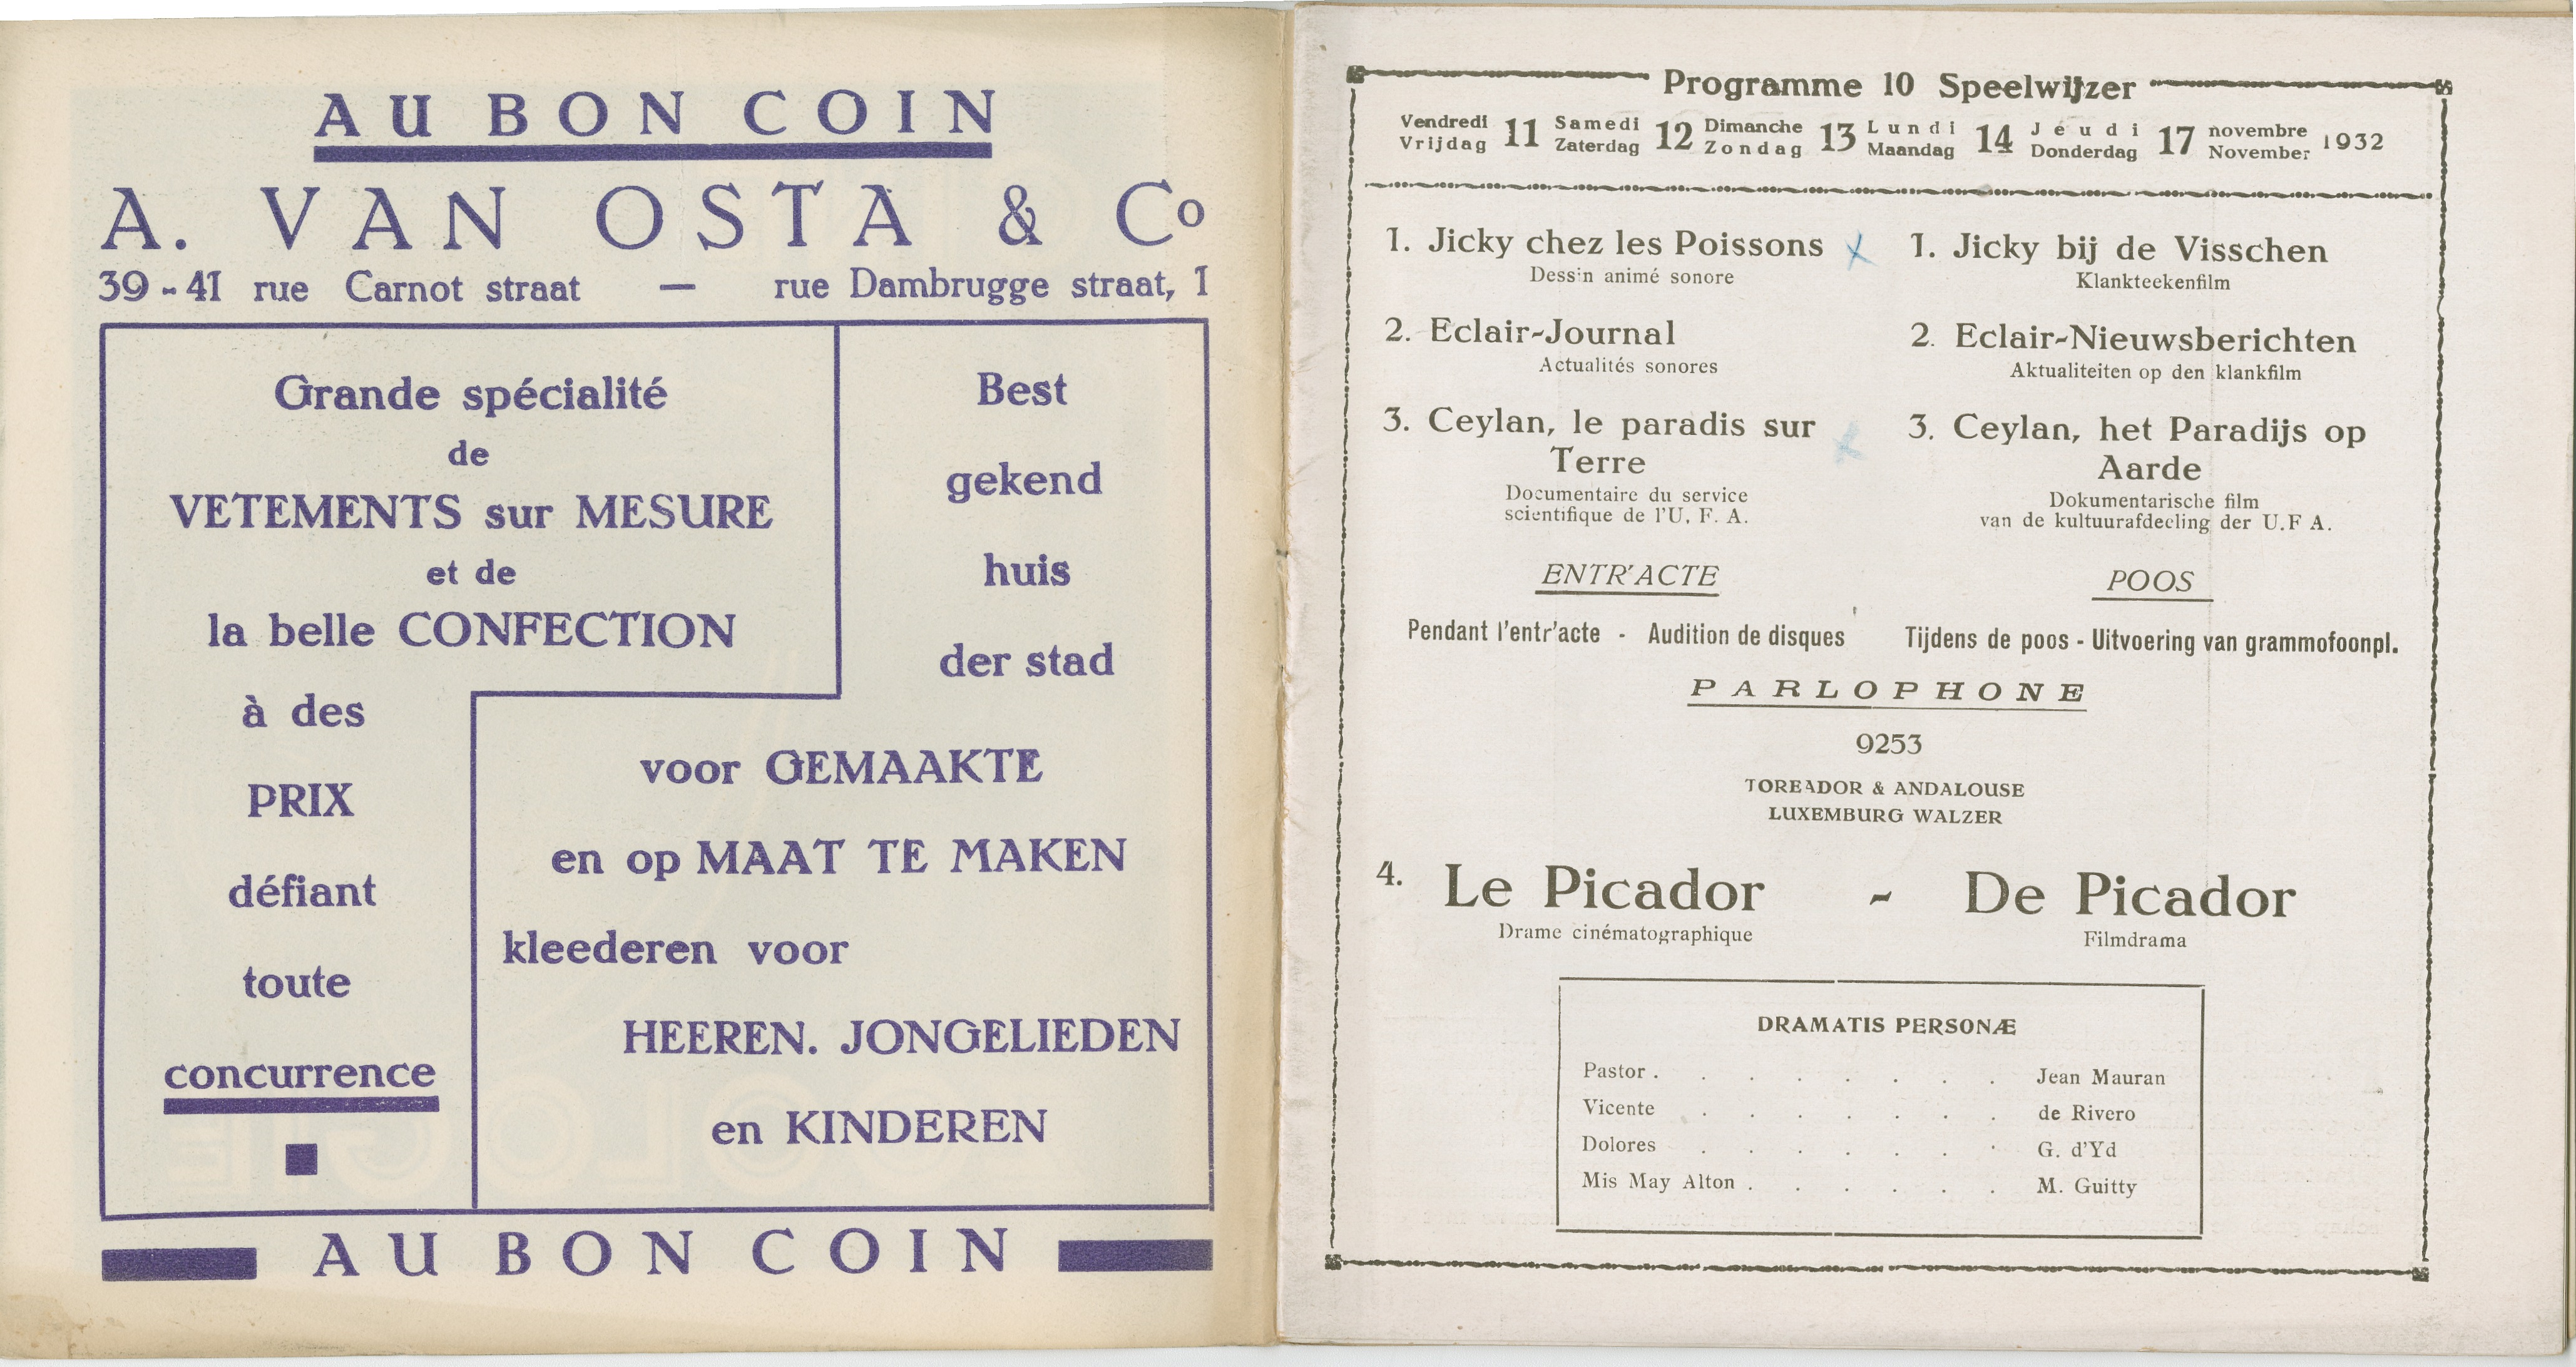 AU BON COIN
A. VAN OSTA & Co
39-41 rue Carnot straat — rue Dambrugge straat, 1
Grande spécialité
de
VETEMENTS sur MESURE
et de
la belle CONFECTION
à des
PRIX
défiant
toute
concurrence
Best
gekend
huis
der stad
voor GEMAAKTE
en op MAAT TE MAKEN
kleederen voor
HEEREN. JONGELIEDEN
en KINDEREN
AU BON COIN
Programme 10 Speelwijzer
Vendredi 11 Samedi 12 Dimanche 13 Lundi 14 Jeudi 17 novembre 1932
Vrijdag Zaterdag Zondag Maandag Donderdag November
1. Jicky chez les Poissons
Dessin animé sonore
2. Eclair-Journal
Actualités sonores
3. Ceylan, le paradis sur
Terre
Documentaire du service
scientifique de l'U. F. A.
ENTR'ACTE
Pendant l'entr'acte - Audition de disques
1. Jicky bij de Visschen
Klankteekenfilm
2. Eclair-Nieuwsberichten
Aktualiteiten op den klankfilm
3. Ceylan, het Paradijs op
Aarde
Dokumentarische film
van de kultuurafdeeling der U.F A.
POOS
Tijdens de poos - Uitvoering van grammofoonpl.
PARLOPHONE
9253
TOREADOR & ANDALOUSE
LUXEMBURG WALZER
4. Le Picador - De Picador
Drame cinématographique Filmdrama
DRAMATIS PERSONÆ
Pastor . . . . . . . . Jean Mauran
Vicente . . . . . . . de Rivero
Dolores . . . . . . . G. d'Yd
Mis May Alton . . . . . . M. Guitty